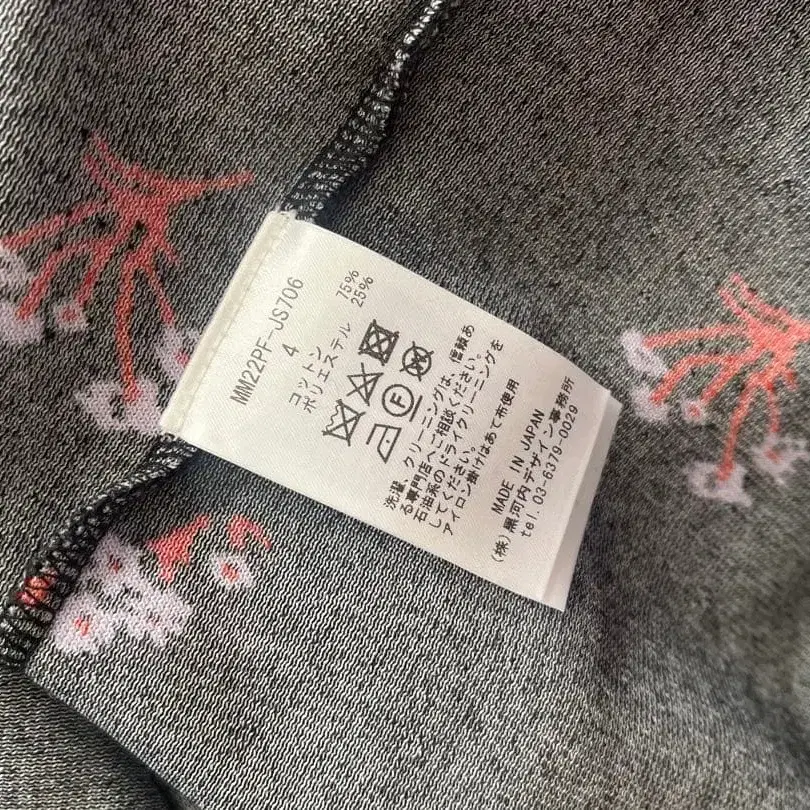 MM22PF-JS706
4
コットン 75%
ポリエステル 25%
洗濯、クリーニングは、信頼あ
る専門店へご相談ください。
石油系のドライクリーニングを
してください。
アイロン掛けはあて布使用
MADE IN JAPAN
(株)黒河内デザイン事務所
tel. 03-6379-0029